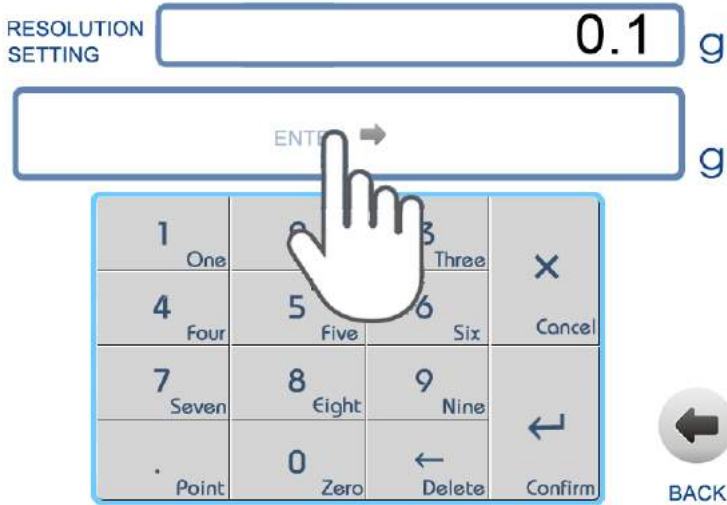 RESOLUTION
SETTING
0.1 g
g
1 One
3 Three
× Cancel
4 Four
5 Five
6 Six
7 Seven
8 Eight
9 Nine
. Point
0 Zero
← Delete
↵ Confirm
BACK